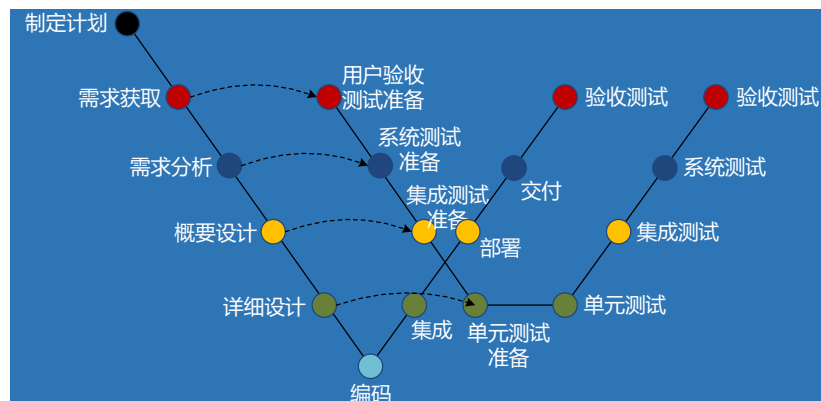 制定计划
需求获取
用户验收
测试准备
验收测试
验收测试
需求分析
系统测试
准备
交付
系统测试
概要设计
集成测试
准备
部署
集成测试
详细设计
集成
单元测试
准备
单元测试
编码